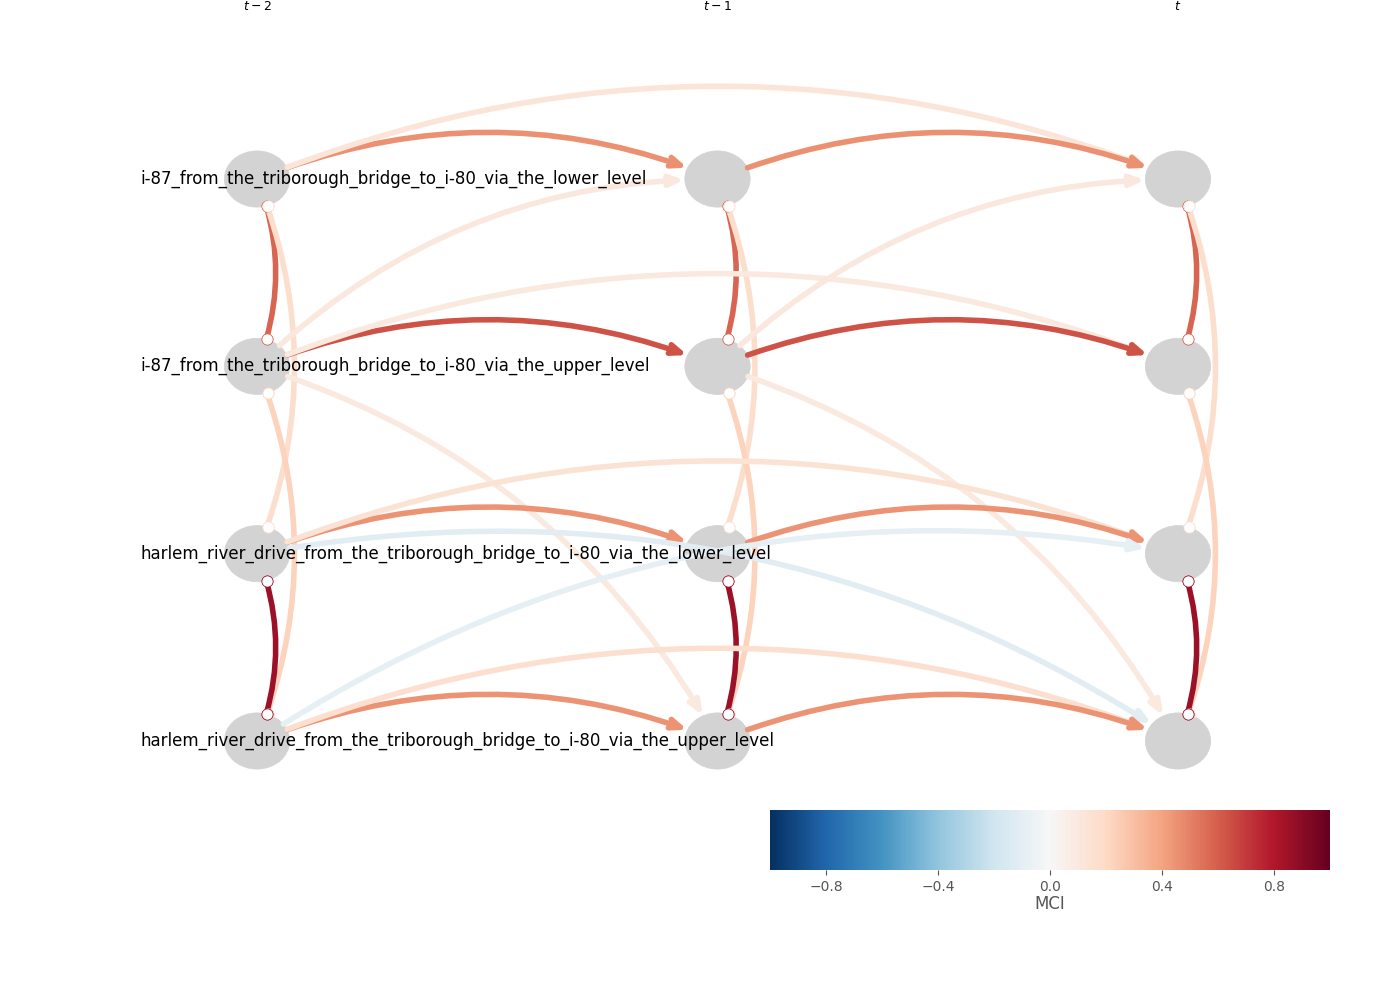 t − 2 t − 1 t
i-87_from_the_triborough_bridge_to_i-80_via_the_lower_level
i-87_from_the_triborough_bridge_to_i-80_via_the_upper_level
harlem_river_drive_from_the_triborough_bridge_to_i-80_via_the_lower_level
harlem_river_drive_from_the_triborough_bridge_to_i-80_via_the_upper_level
−0.8 −0.4 0.0 0.4 0.8
MCI